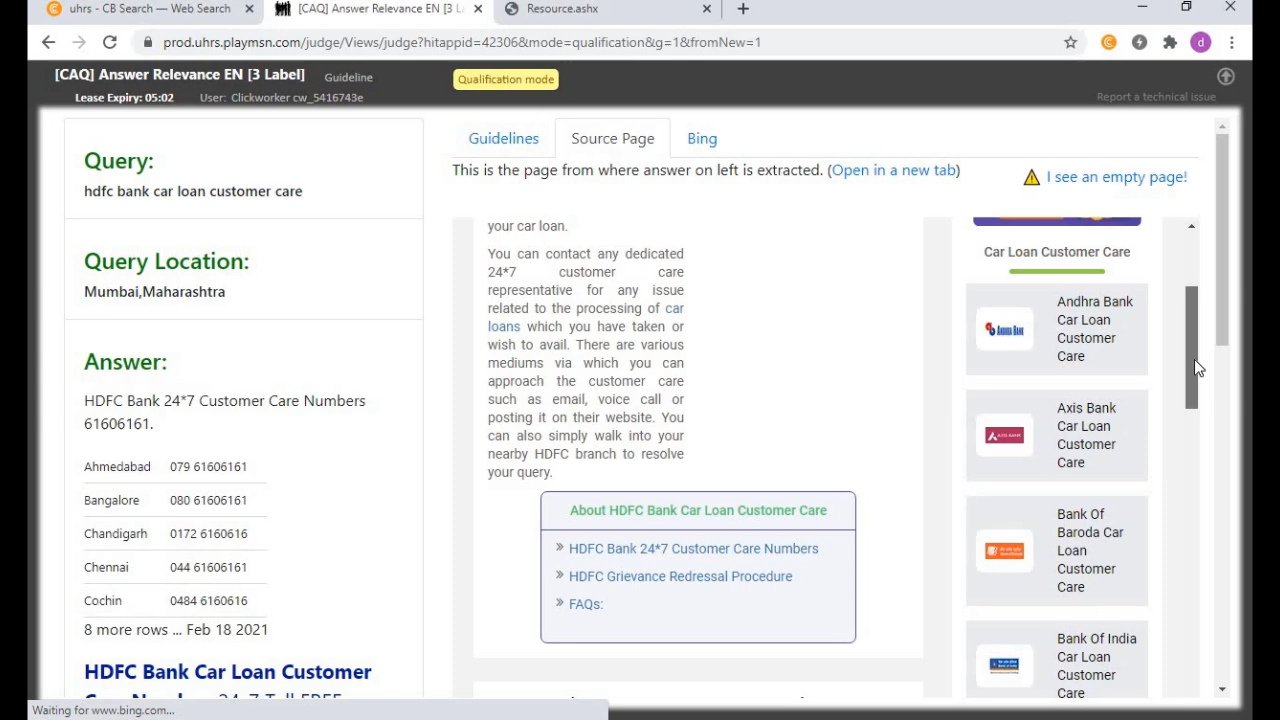 uhrs - CB Search — Web Search
[CAQ] Answer Relevance EN [3 La
Resource.ashx
prod.uhrs.playmsn.com/judge/Views/judge?hitappid=42306&mode=qualification&g=1&fromNew=1
d
[CAQ] Answer Relevance EN [3 Label]
Guideline
Qualification mode
Lease Expiry: 05:02
User: Clickworker cw_5416743e
Report a technical issue
Query:
hdfc bank car loan customer care
Query Location:
Mumbai,Maharashtra
Answer:
HDFC Bank 24*7 Customer Care Numbers
61606161.
Ahmedabad 079 61606161
Bangalore 080 61606161
Chandigarh 0172 6160616
Chennai 044 61606161
Cochin 0484 6160616
8 more rows ... Feb 18 2021
HDFC Bank Car Loan Customer
Guidelines
Source Page
Bing
This is the page from where answer on left is extracted. (Open in a new tab)
I see an empty page!
your car loan.
You can contact any dedicated
24*7 customer care
representative for any issue
related to the processing of car
loans which you have taken or
wish to avail. There are various
mediums via which you can
approach the customer care
such as email, voice call or
posting it on their website. You
can also simply walk into your
nearby HDFC branch to resolve
your query.
About HDFC Bank Car Loan Customer Care
HDFC Bank 24*7 Customer Care Numbers
HDFC Grievance Redressal Procedure
FAQs:
Car Loan Customer Care
ANDHRA BANK
Andhra Bank
Car Loan
Customer
Care
AXIS BANK
Axis Bank
Car Loan
Customer
Care
Bank Of
Baroda Car
Loan
Customer
Care
Bank Of India
Car Loan
Customer
Care
Waiting for www.bing.com...